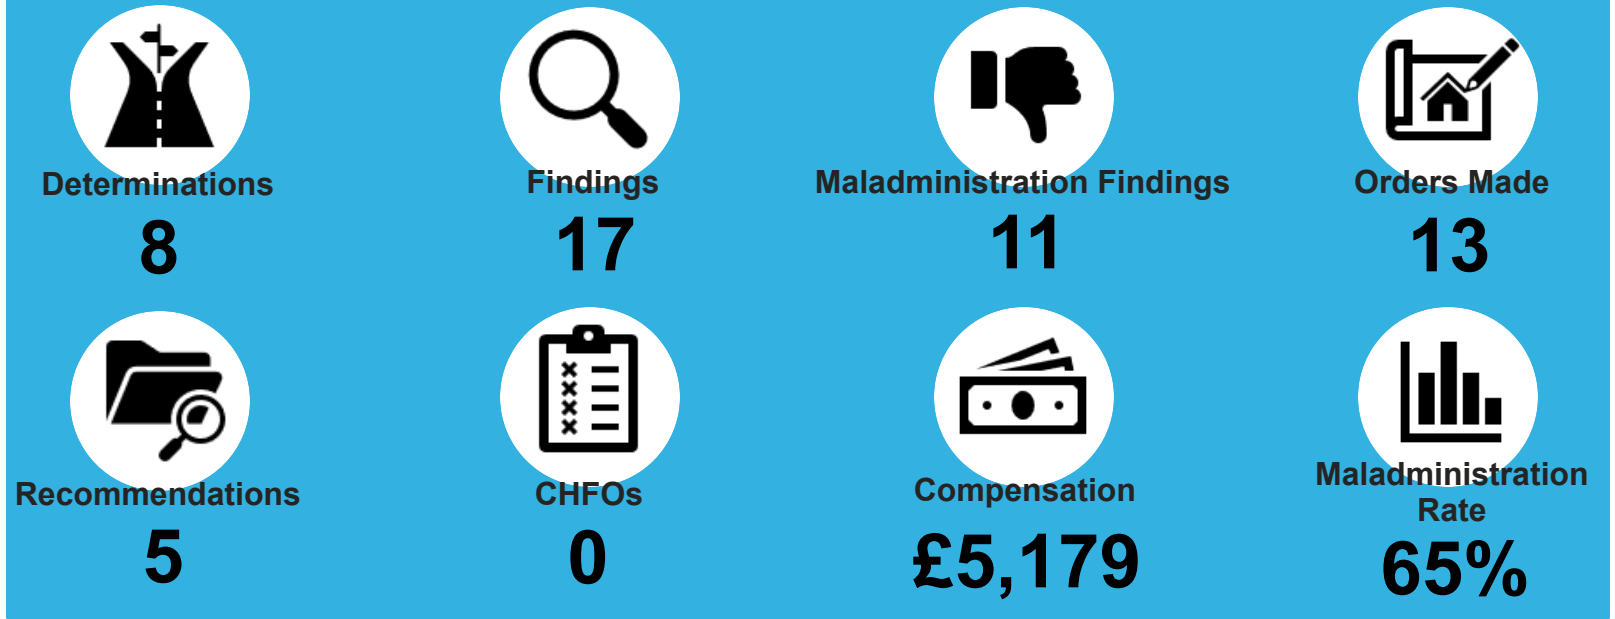 Determinations
8
Findings
17
Maladministration Findings
11
Orders Made
13
Recommendations
5
CHFOs
0
Compensation
£5,179
Maladministration
Rate
65%